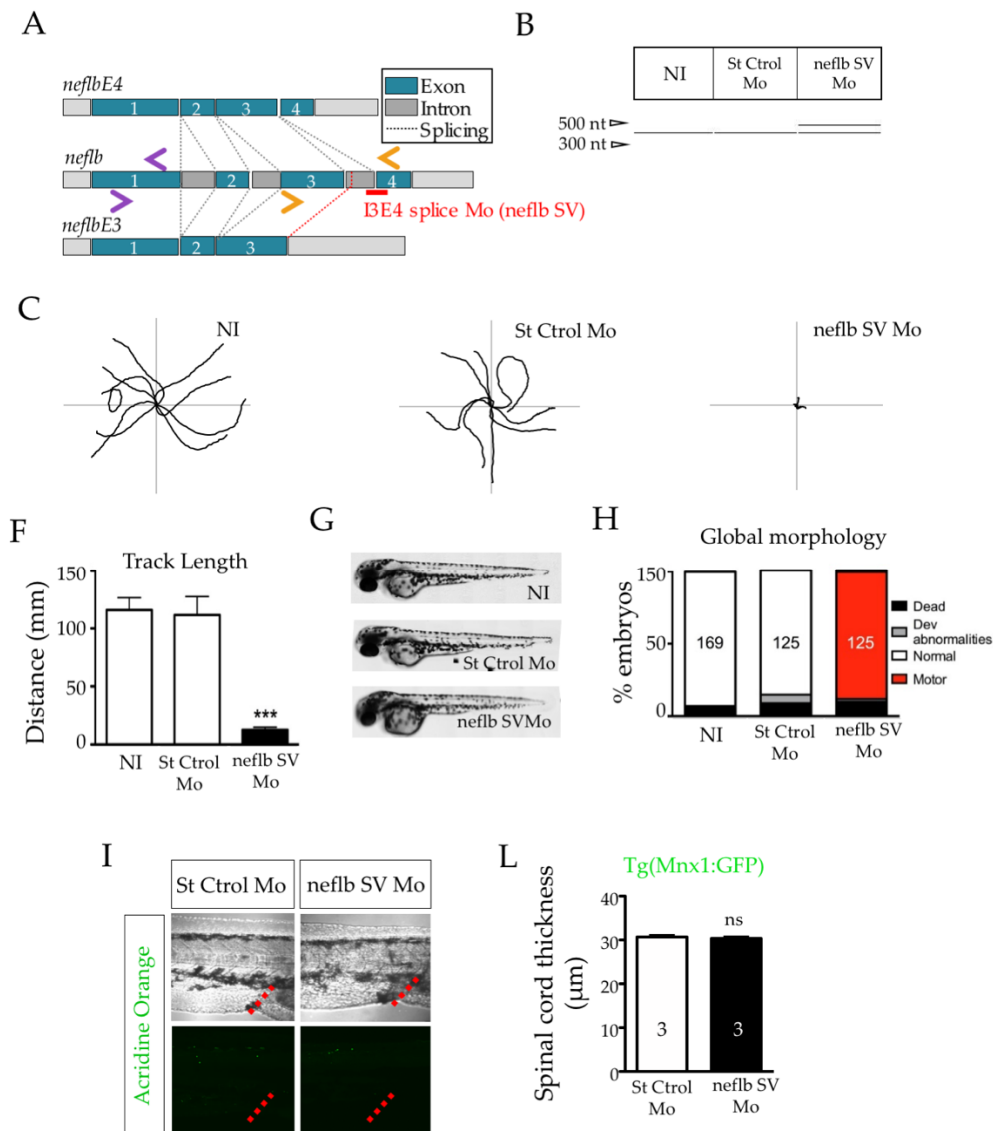 A
neflbE4
1 2 3 4
Exon
Intron
Splicing
neflb
1 2 3 4
I3E4 splice Mo (neflb SV)
neflbE3
1 2 3
B
NI
St Ctrol
Mo
neflb SV
Mo
500 nt
300 nt
C
NI
St Ctrol Mo
neflb SV Mo
F
Track Length
Distance (mm)
150
100
50
0
***
NI
St Ctrol
Mo
neflb SV
Mo
G
NI
St Ctrol Mo
neflb SVMo
H
Global morphology
% embryos
150
50
0
169
125
125
Dead
Dev
abnormalities
Normal
Motor
NI
St Ctrol
Mo
neflb SV
Mo
I
St Ctrol Mo
neflb SV Mo
Acridine Orange
L
Tg(Mnx1:GFP)
Spinal cord thickness
(µm)
40
30
30
10
0
ns
3
3
St Ctrol
Mo
neflb SV
Mo